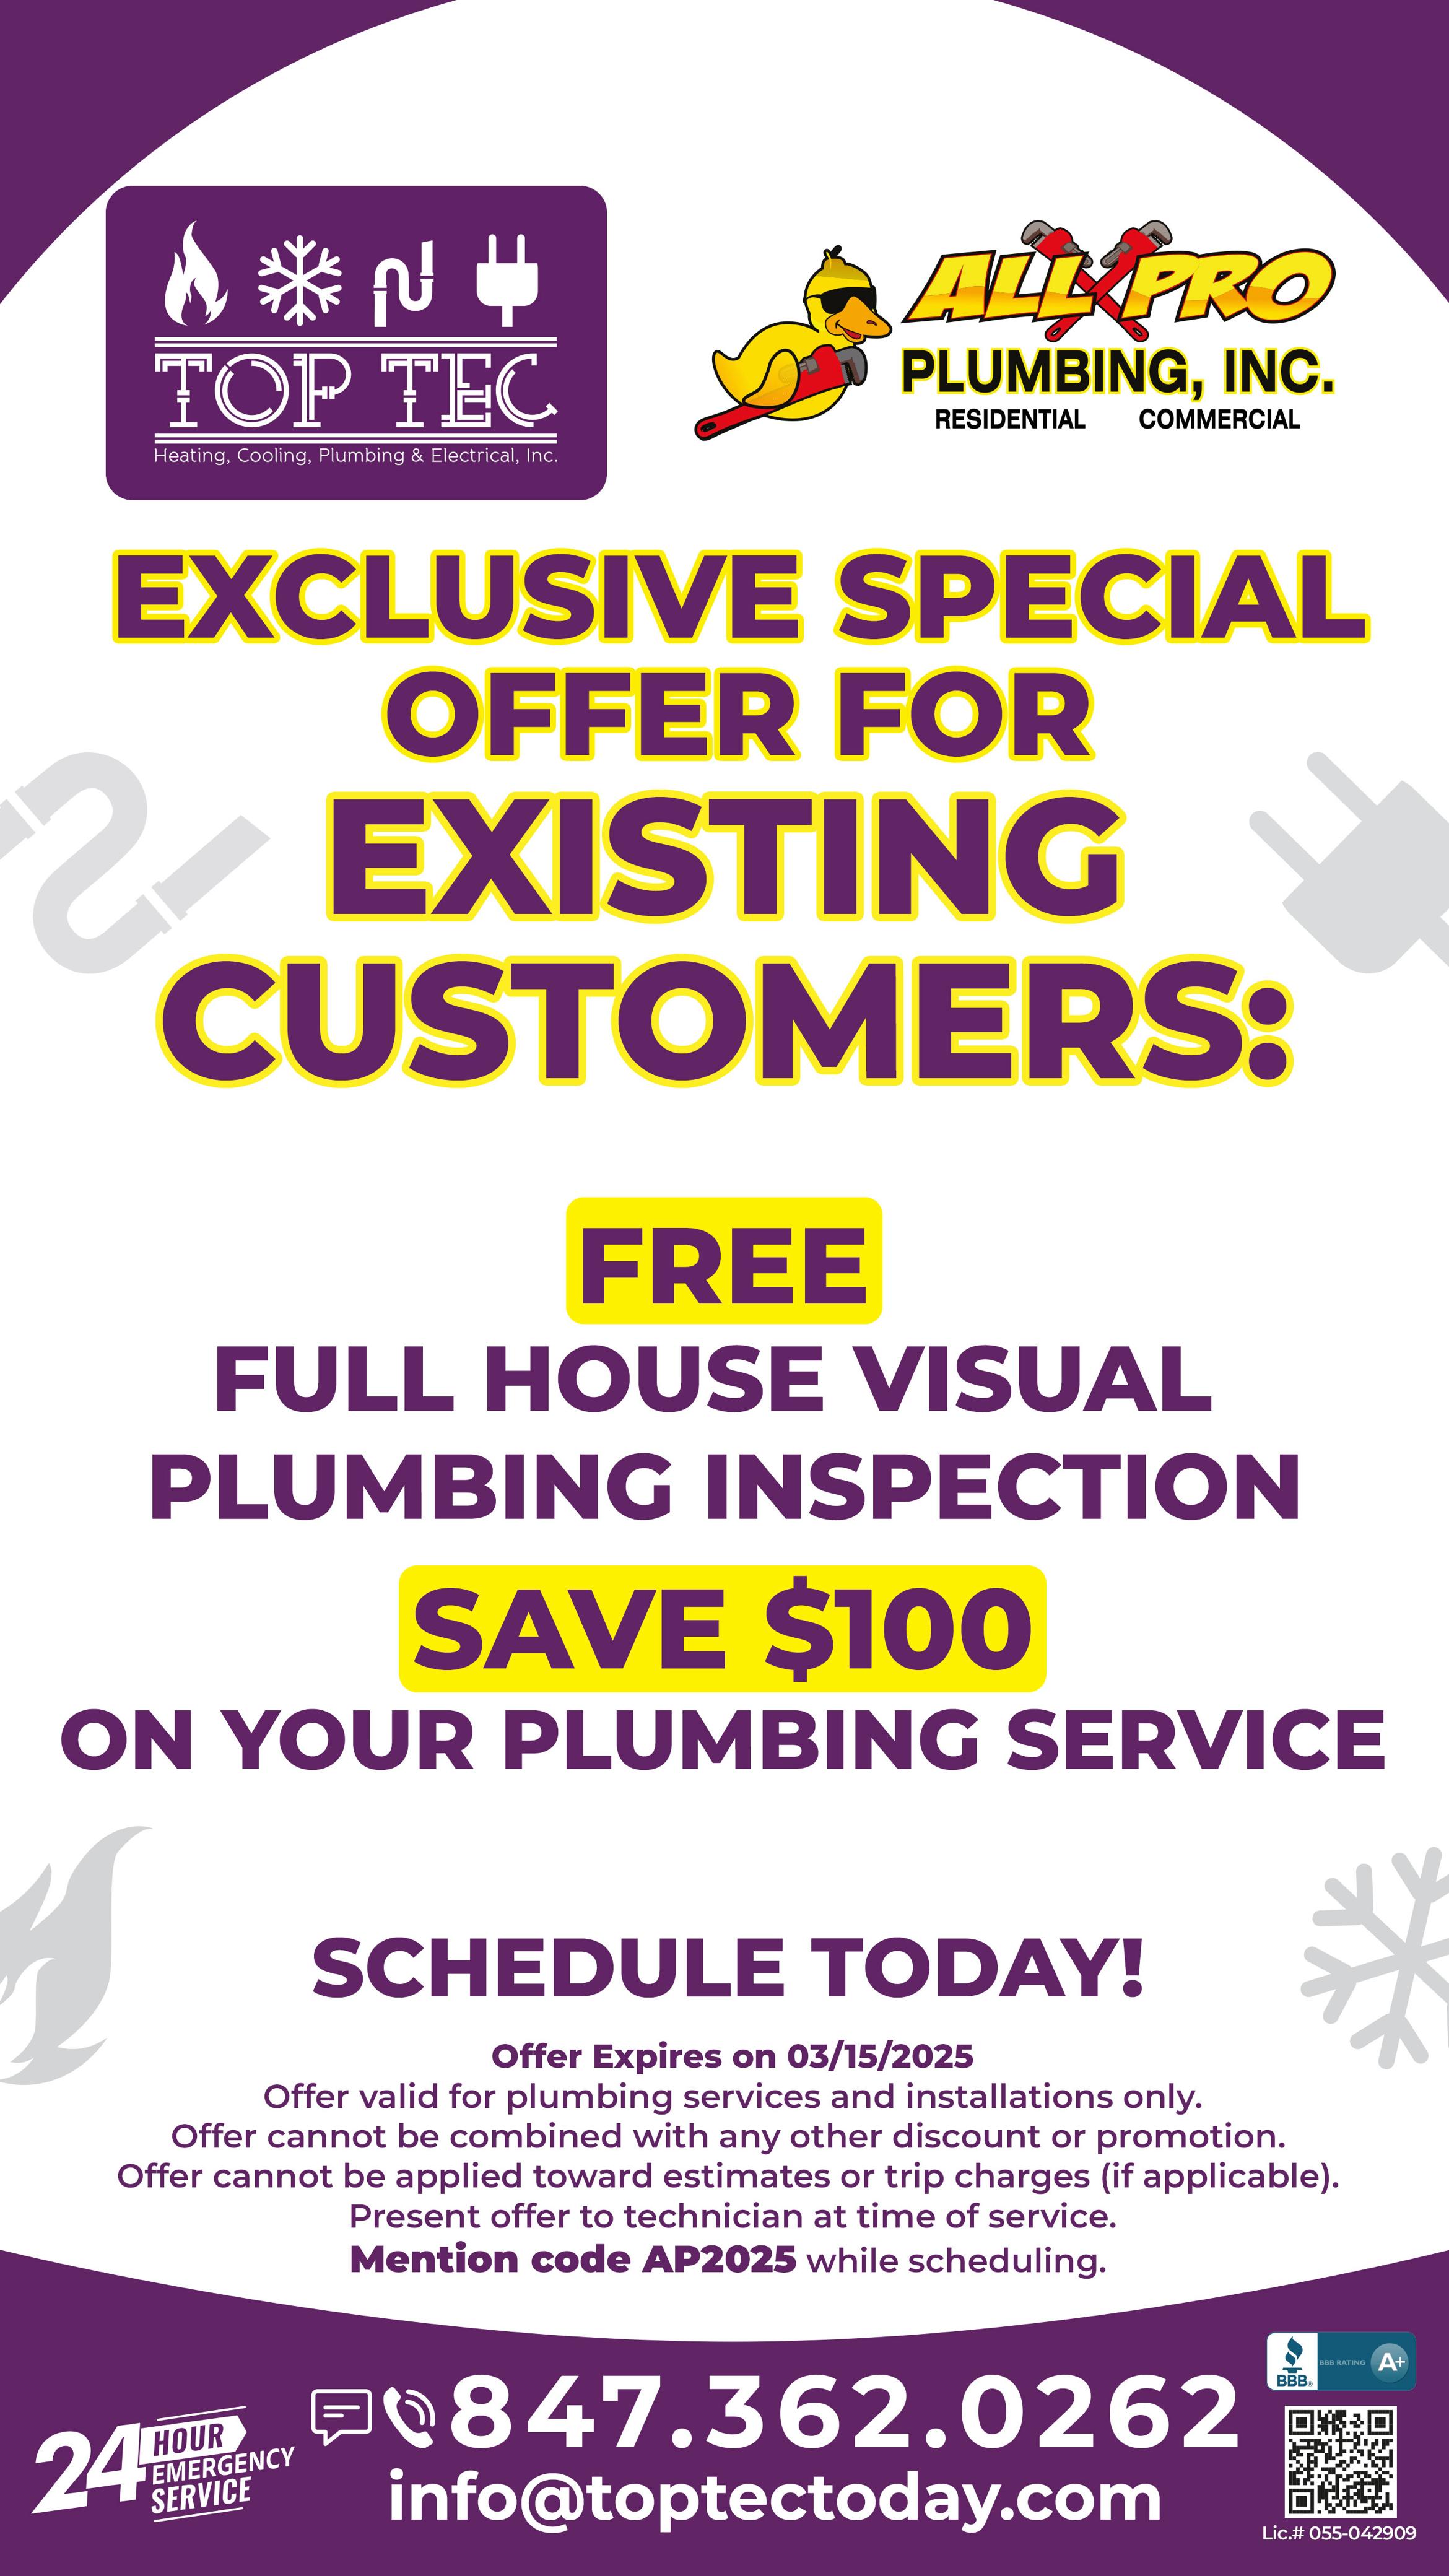 TOP TEC
Heating, Cooling, Plumbing & Electrical, Inc.
ALL PRO
PLUMBING, INC.
RESIDENTIAL COMMERCIAL
EXCLUSIVE SPECIAL
OFFER FOR
EXISTING
CUSTOMERS:
FREE
FULL HOUSE VISUAL
PLUMBING INSPECTION
SAVE $100
ON YOUR PLUMBING SERVICE
SCHEDULE TODAY!
Offer Expires on 03/15/2025
Offer valid for plumbing services and installations only.
Offer cannot be combined with any other discount or promotion.
Offer cannot be applied toward estimates or trip charges (if applicable).
Present offer to technician at time of service.
Mention code AP2025 while scheduling.
24 HOUR
EMERGENCY
SERVICE
847.362.0262
info@toptectoday.com
BBB®
BBB RATING A+
Lic.# 055-042909